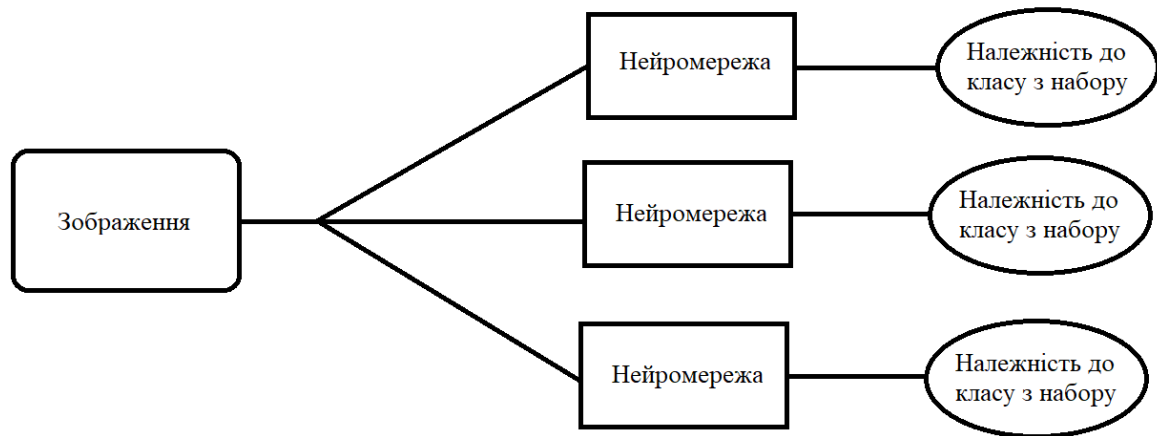 Зображення
Нейромережа
Належність до
класу з набору
Нейромережа
Належність до
класу з набору
Нейромережа
Належність до
класу з набору